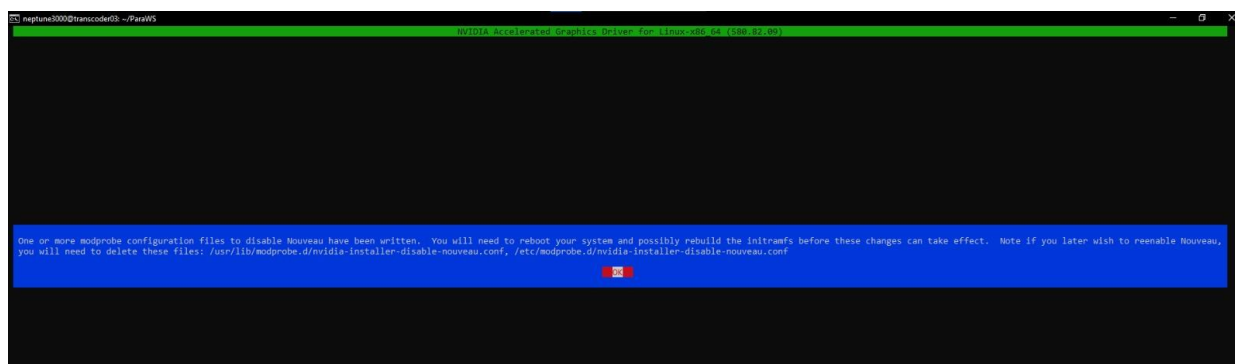 neptune3000@transcoder03: ~/ParaWS
NVIDIA Accelerated Graphics Driver for Linux-x86_64 (580.82.09)
One or more modprobe configuration files to disable Nouveau have been written.  You will need to reboot your system and possibly rebuild the initramfs before these changes can take effect.  Note if you later wish to reenable Nouveau,
you will need to delete these files: /usr/lib/modprobe.d/nvidia-installer-disable-nouveau.conf, /etc/modprobe.d/nvidia-installer-disable-nouveau.conf
OK